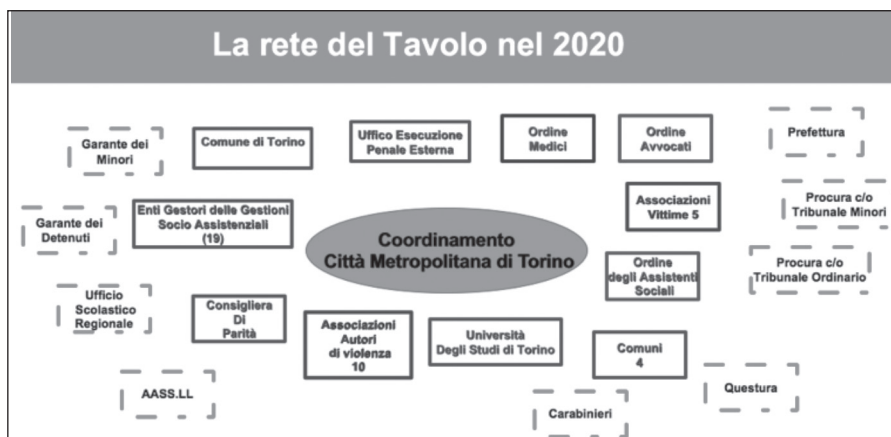 La rete del Tavolo nel 2020
Garante dei
Minori
Comune di Torino
Uffico Esecuzione
Penale Esterna
Ordine
Medici
Ordine
Avvocati
Prefettura
Garante dei
Detenuti
Enti Gestori delle Gestioni
Socio Assistenziali
(19)
Coordinamento
Città Metropolitana di Torino
Associazioni
Vittime 5
Procura c/o
Tribunale Minori
Ordine
degli Assistenti
Sociali
Procura c/o
Tribunale Ordinario
Ufficio
Scolastico
Regionale
Consigliera
Di
Parità
Associazioni
Autori
di violenza
10
Università
Degli Studi di Torino
Comuni
4
AASS.LL
Carabinieri
Questura